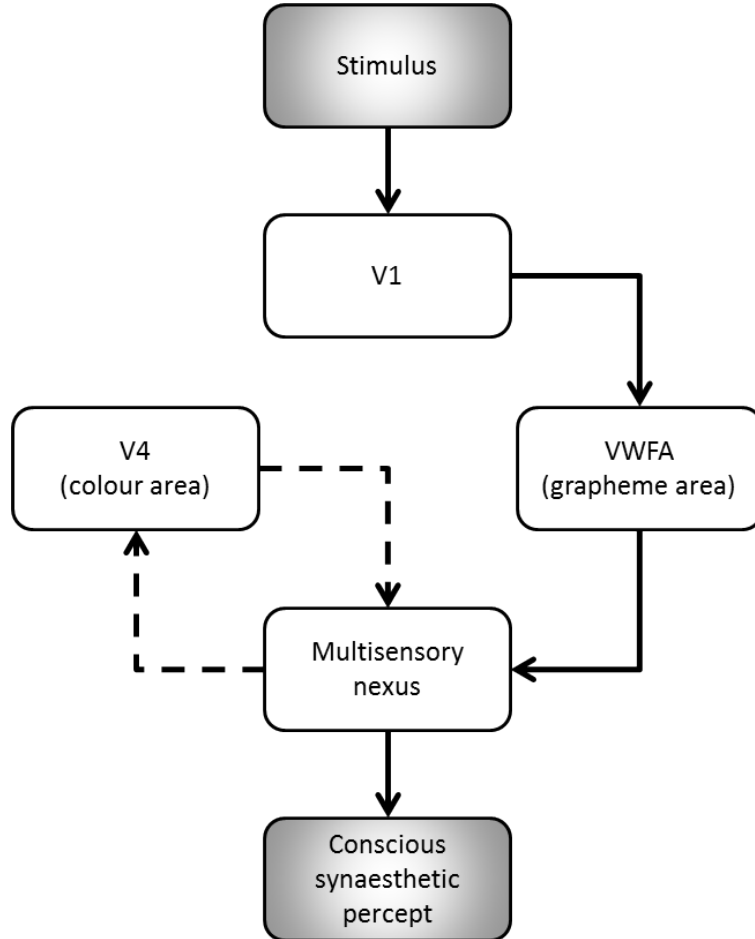 Stimulus
V1
V4
(colour area)
VWFA
(grapheme area)
Multisensory
nexus
Conscious
synaesthetic
percept